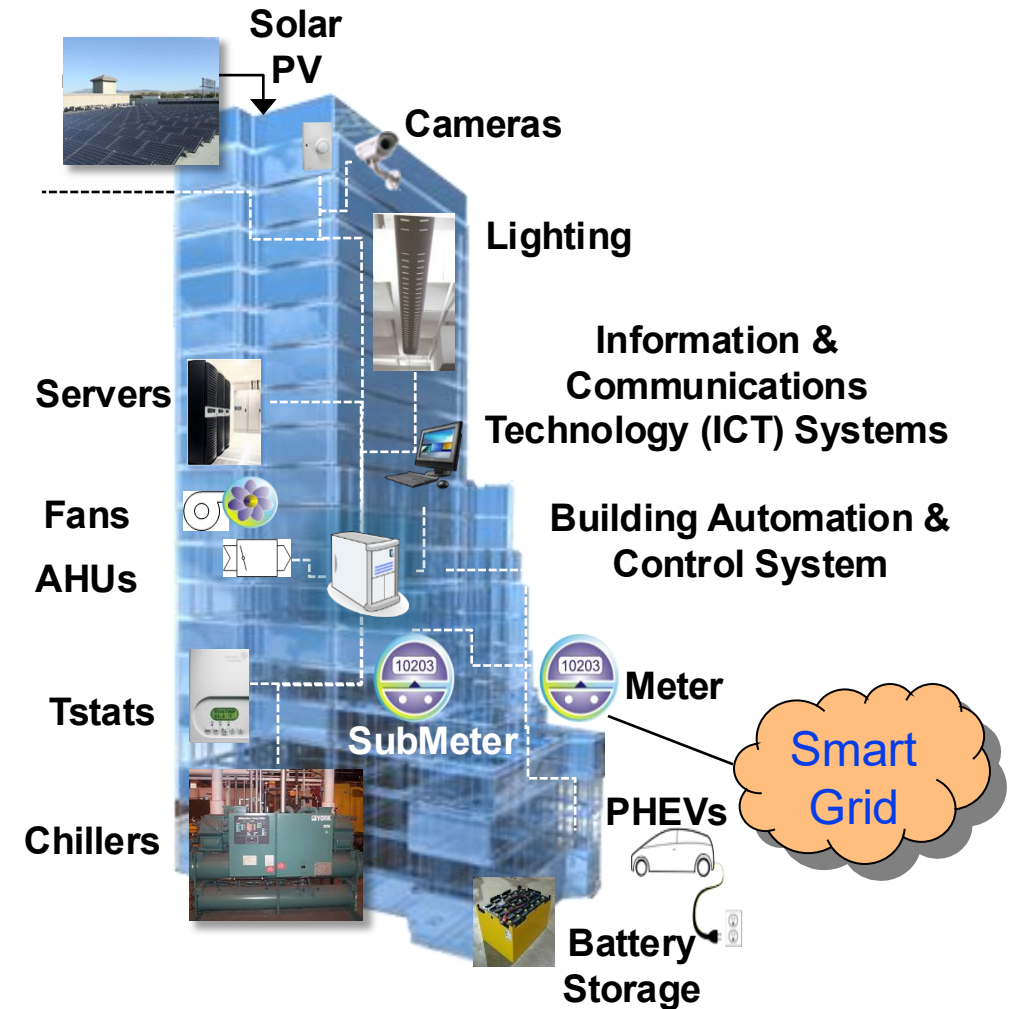 Solar
PV
Cameras
Lighting
Information &
Communications
Technology (ICT) Systems
Servers
Fans
Building Automation &
Control System
AHUs
10203
10203
Meter
Tstats
SubMeter
Smart
Grid
YORK
PHEVs
Chillers
Battery
Storage